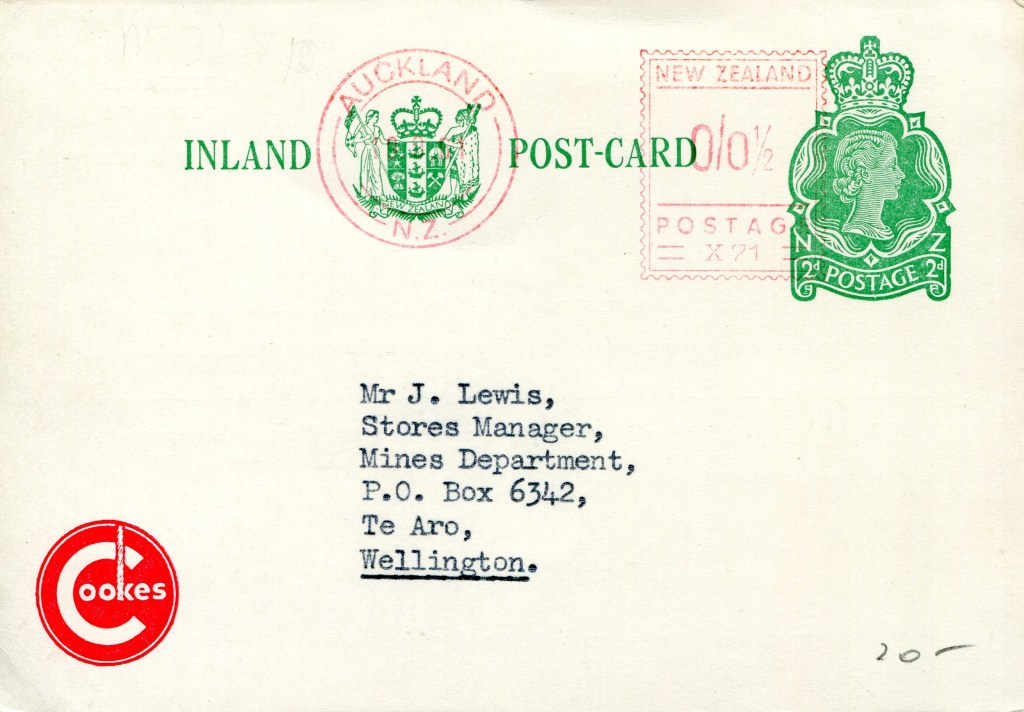 AUCKLAND
N.Z.
NEW ZEALAND
INLAND POST-CARD
NEW ZEALAND
0/0½
POSTAG
X 21
N Z
2d POSTAGE 2d
Mr J. Lewis,
Stores Manager,
Mines Department,
P.O. Box 6342,
Te Aro,
Wellington.
Cookes
20-